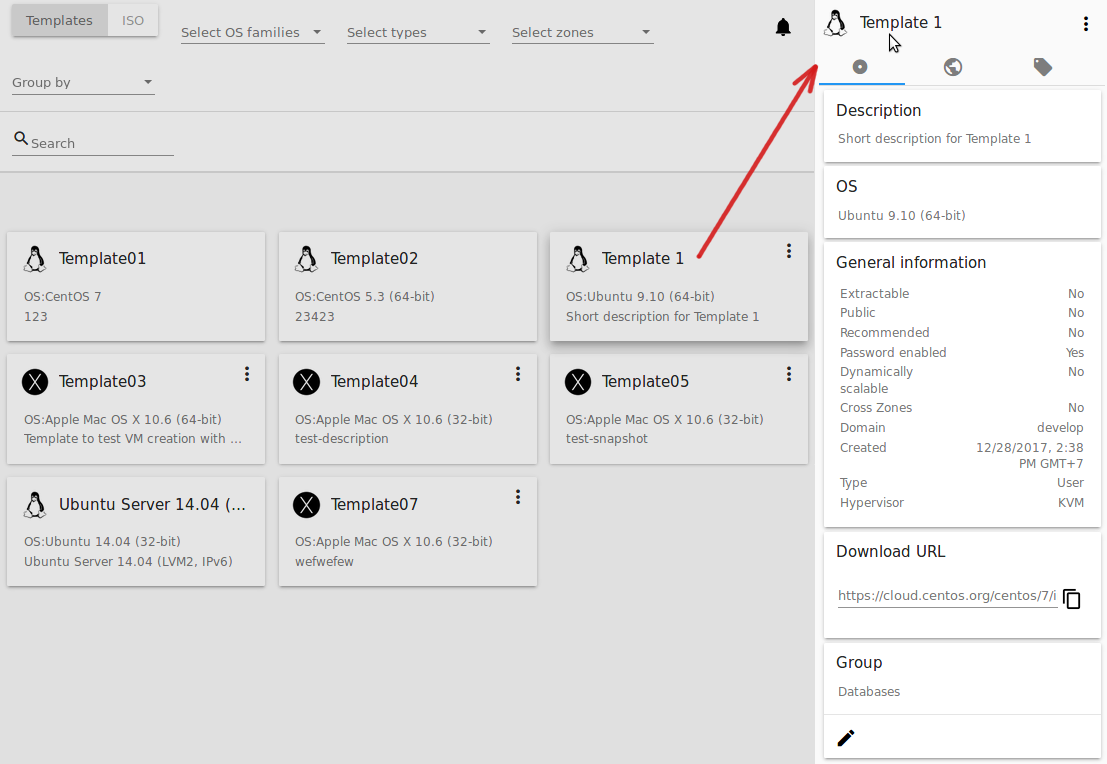 Templates ISO
Select OS families
Select types
Select zones
Group by
Search
Template01
OS:CentOS 7
123
Template02
OS:CentOS 5.3 (64-bit)
23423
Template 1
OS:Ubuntu 9.10 (64-bit)
Short description for Template 1
Template03
OS:Apple Mac OS X 10.6 (64-bit)
Template to test VM creation with ...
Template04
OS:Apple Mac OS X 10.6 (32-bit)
test-description
Template05
OS:Apple Mac OS X 10.6 (32-bit)
test-snapshot
Ubuntu Server 14.04 (...
OS:Ubuntu 14.04 (32-bit)
Ubuntu Server 14.04 (LVM2, IPv6)
Template07
OS:Apple Mac OS X 10.6 (32-bit)
wefwefew
Template 1
Description
Short description for Template 1
OS
Ubuntu 9.10 (64-bit)
General information
Extractable No
Public No
Recommended No
Password enabled Yes
Dynamically No
scalable
Cross Zones No
Domain develop
Created 12/28/2017, 2:38
PM GMT+7
Type User
Hypervisor KVM
Download URL
https://cloud.centos.org/centos/7/i
Group
Databases